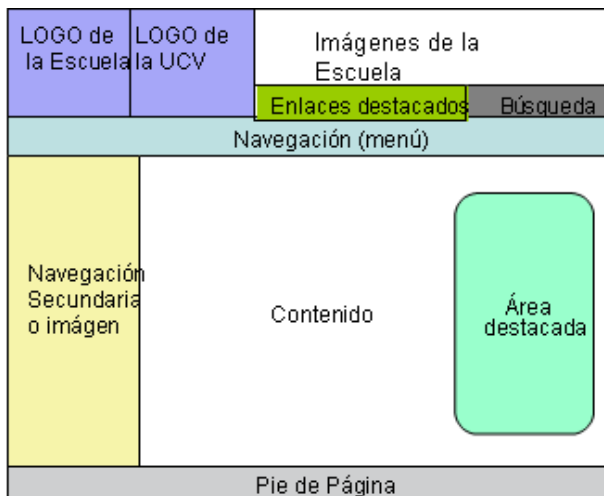 LOGO de
la Escuela
LOGO de
la UCV
Imágenes de la
Escuela
Enlaces destacados
Búsqueda
Navegación (menú)
Navegación
Secundaria
o imágen
Contenido
Área
destacada
Pie de Página